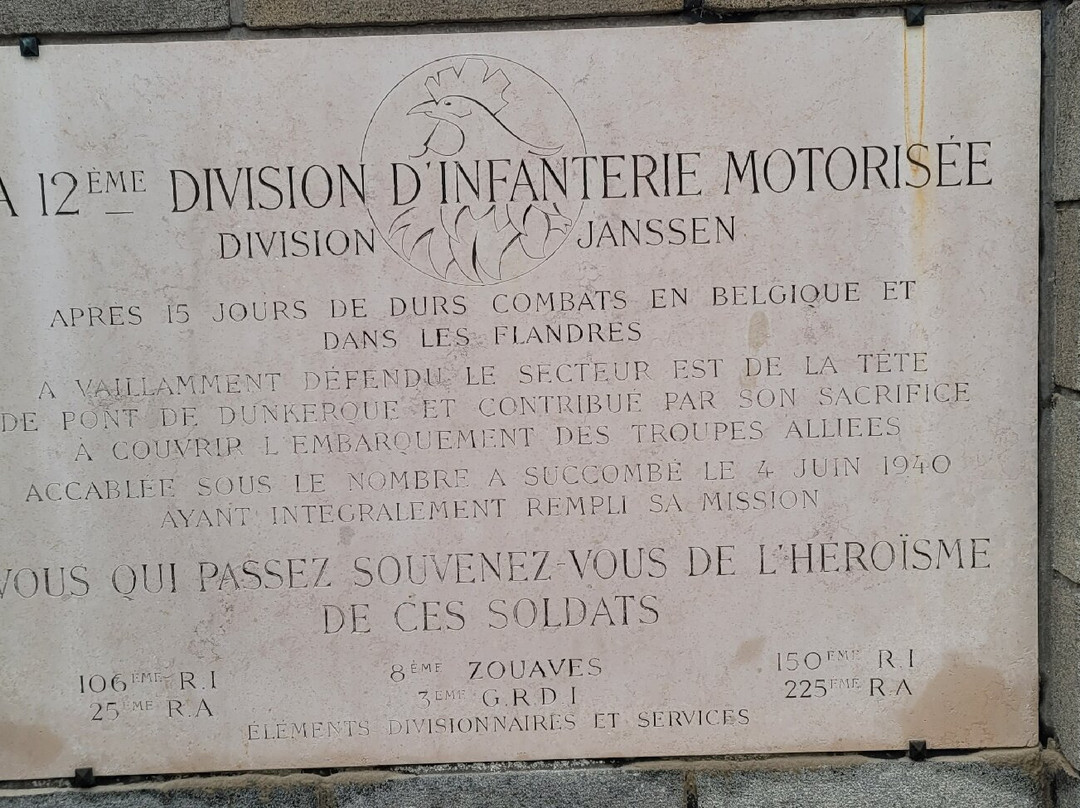 A 12ÈME DIVISION D'INFANTERIE MOTORISÉE
DIVISION JANSSEN
APRES 15 JOURS DE DURS COMBATS EN BELGIQUE ET
DANS LES FLANDRES
A VAILLAMMENT DÉFENDU LE SECTEUR EST DE LA TÊTE
DE PONT DE DUNKERQUE ET CONTRIBUÉ PAR SON SACRIFICE
À COUVRIR L'EMBARQUEMENT DES TROUPES ALLIEES
ACCABLÉE SOUS LE NOMBRE A SUCCOMBÉ LE 4 JUIN 1940
AYANT INTEGRALEMENT REMPLI SA MISSION
VOUS QUI PASSEZ SOUVENEZ-VOUS DE L'HÉROÏSME
DE CES SOLDATS
106ÈME R.I 8ÈME ZOUAVES 150ÈME R.I
25ÈME R.A 3ÈME G.R.D.I 225ÈME R.A
ÉLÉMENTS DIVISIONNAIRES ET SERVICES